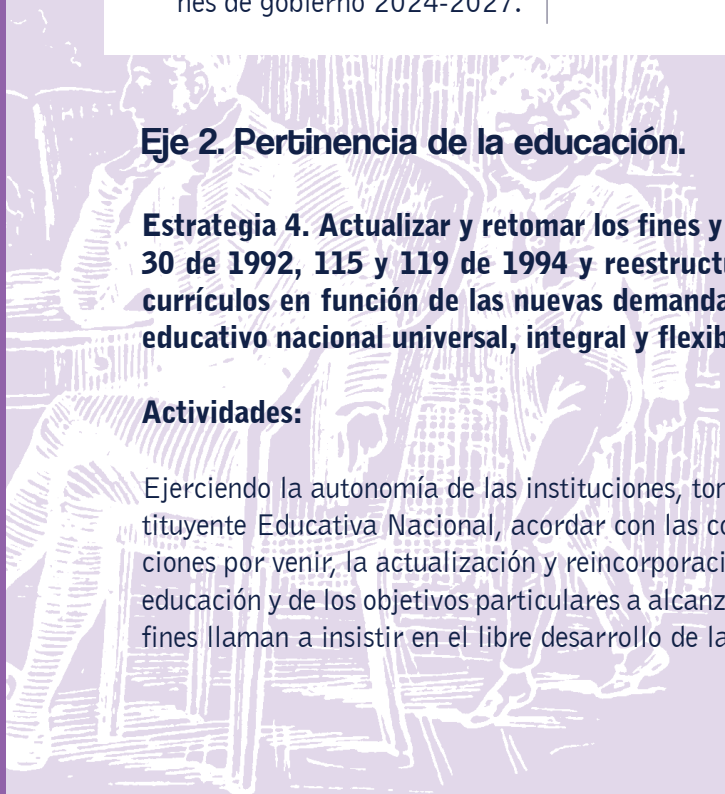 nes de gobierno 2024-2027.
Eje 2. Pertinencia de la educación.
Estrategia 4. Actualizar y retomar los fines y
30 de 1992, 115 y 119 de 1994 y reestruct
currículos en función de las nuevas demanda
educativo nacional universal, integral y flexib
Actividades:
Ejerciendo la autonomía de las instituciones, tor
tituyente Educativa Nacional, acordar con las co
ciones por venir, la actualización y reincorporaci
educación y de los objetivos particulares a alcanz
fines llaman a insistir en el libre desarrollo de la